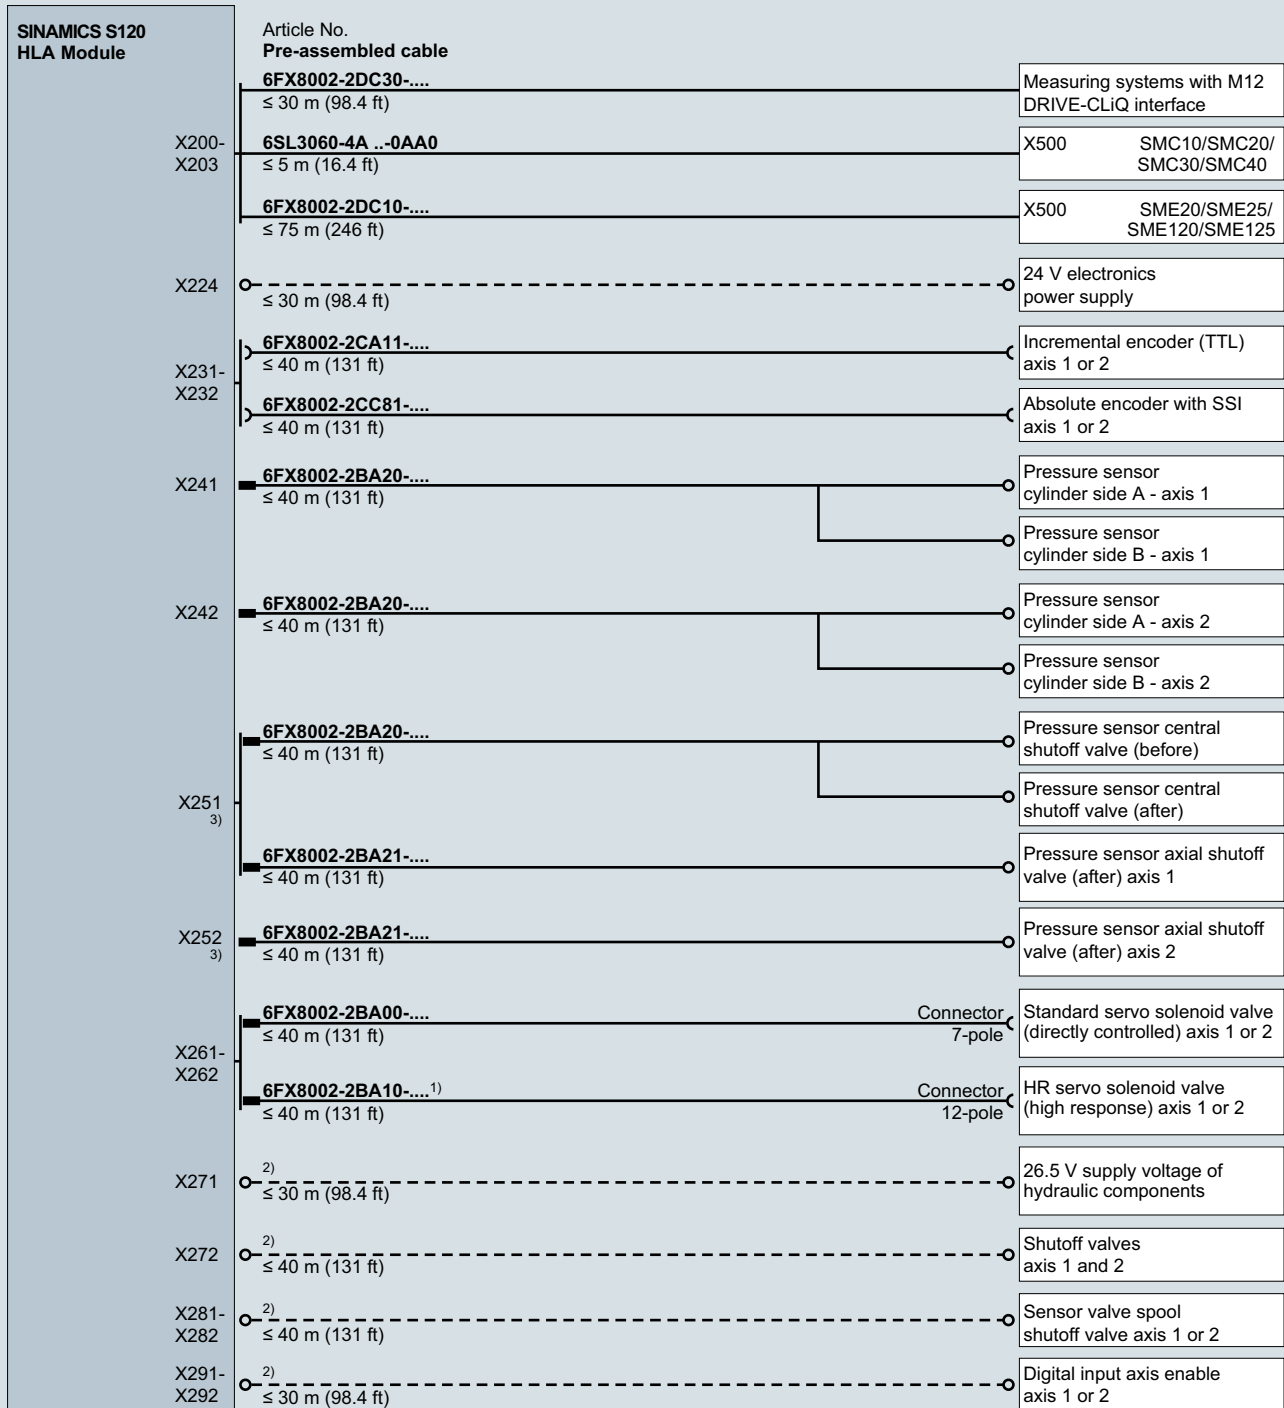 SINAMICS S120
HLA Module
Article No.
Pre-assembled cable
X200-
X203
6FX8002-2DC30-....
≤ 30 m (98.4 ft)
Measuring systems with M12
DRIVE-CLiQ interface
6SL3060-4A ..-0AA0
≤ 5 m (16.4 ft)
X500 SMC10/SMC20/
SMC30/SMC40
6FX8002-2DC10-....
≤ 75 m (246 ft)
X500 SME20/SME25/
SME120/SME125
X224
≤ 30 m (98.4 ft)
24 V electronics
power supply
X231-
X232
6FX8002-2CA11-....
≤ 40 m (131 ft)
Incremental encoder (TTL)
axis 1 or 2
6FX8002-2CC81-....
≤ 40 m (131 ft)
Absolute encoder with SSI
axis 1 or 2
X241
6FX8002-2BA20-....
≤ 40 m (131 ft)
Pressure sensor
cylinder side A - axis 1
Pressure sensor
cylinder side B - axis 1
X242
6FX8002-2BA20-....
≤ 40 m (131 ft)
Pressure sensor
cylinder side A - axis 2
Pressure sensor
cylinder side B - axis 2
X251
3)
6FX8002-2BA20-....
≤ 40 m (131 ft)
Pressure sensor central
shutoff valve (before)
Pressure sensor central
shutoff valve (after)
6FX8002-2BA21-....
≤ 40 m (131 ft)
Pressure sensor axial shutoff
valve (after) axis 1
X252
3)
6FX8002-2BA21-....
≤ 40 m (131 ft)
Pressure sensor axial shutoff
valve (after) axis 2
X261-
X262
6FX8002-2BA00-....
≤ 40 m (131 ft)
Connector
7-pole
Standard servo solenoid valve
(directly controlled) axis 1 or 2
6FX8002-2BA10-....1)
≤ 40 m (131 ft)
Connector
12-pole
HR servo solenoid valve
(high response) axis 1 or 2
X271
2)
≤ 30 m (98.4 ft)
26.5 V supply voltage of
hydraulic components
X272
2)
≤ 40 m (131 ft)
Shutoff valves
axis 1 and 2
X281-
X282
2)
≤ 40 m (131 ft)
Sensor valve spool
shutoff valve axis 1 or 2
X291-
X292
2)
≤ 30 m (98.4 ft)
Digital input axis enable
axis 1 or 2